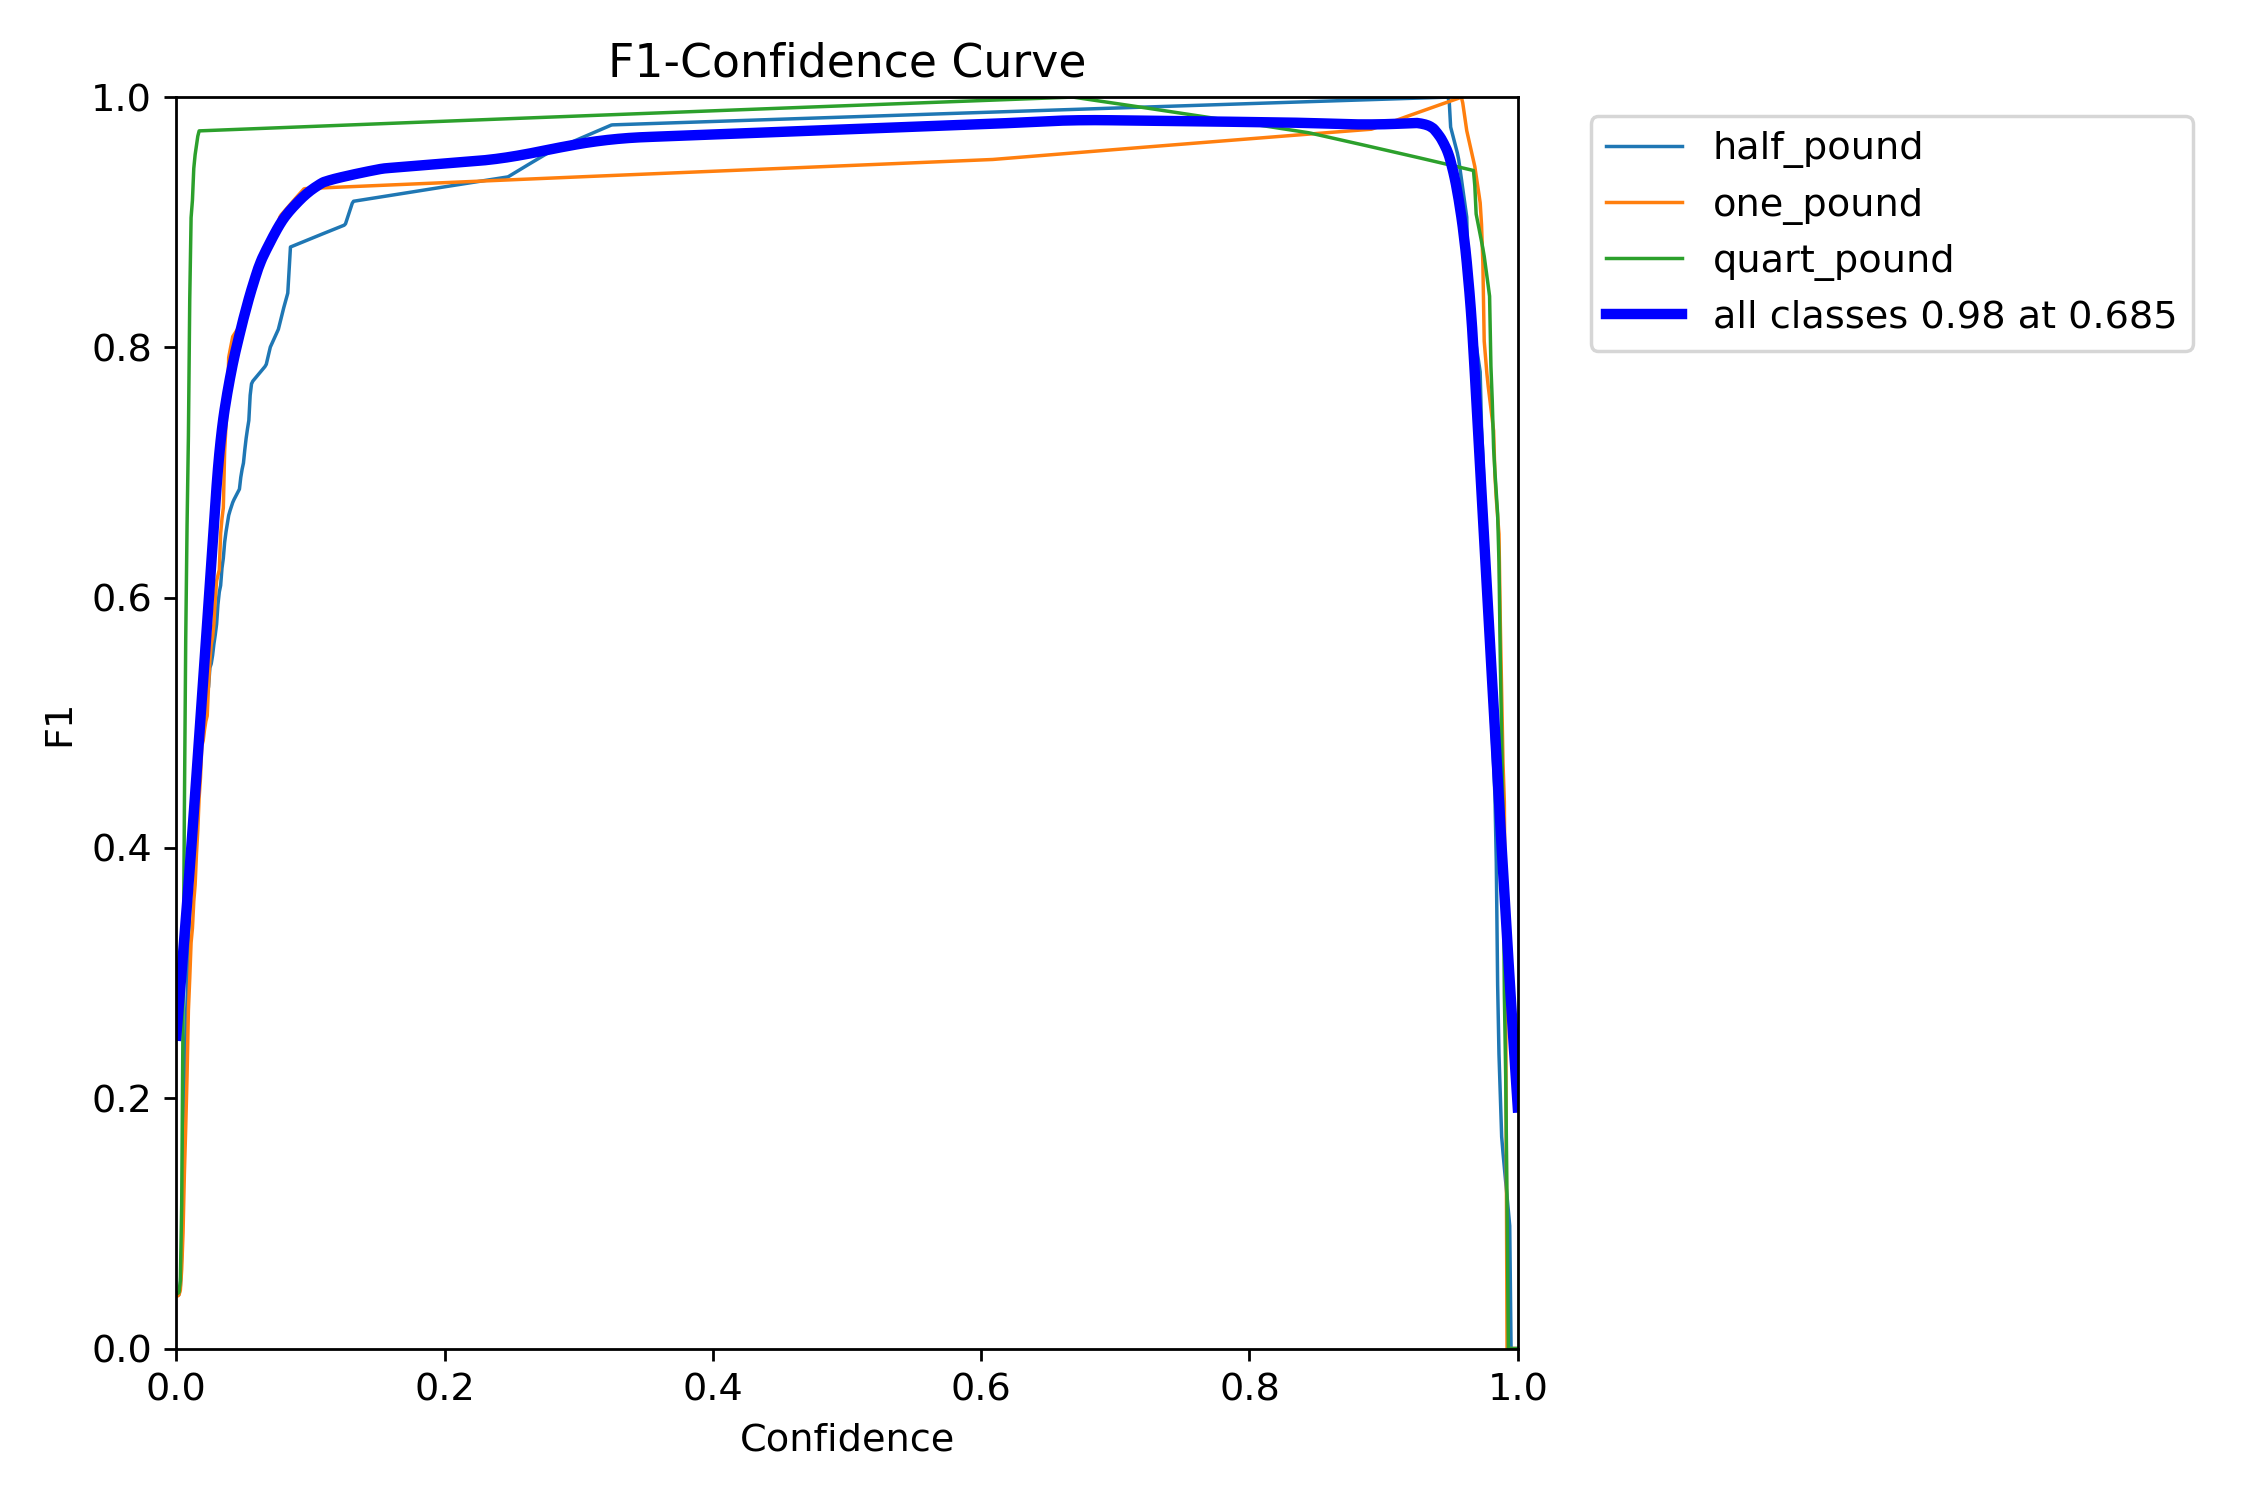 F1-Confidence Curve
1.0
0.8
0.6
0.4
0.2
0.0
F1
0.0 0.2 0.4 0.6 0.8 1.0
Confidence
half_pound
one_pound
quart_pound
all classes 0.98 at 0.685